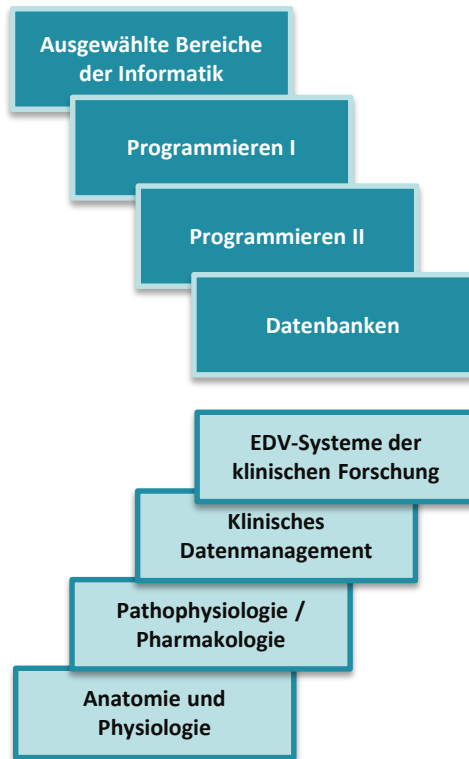 Ausgewählte Bereiche
der Informatik
Programmieren I
Programmieren II
Datenbanken
EDV-Systeme der
klinischen Forschung
Klinisches
Datenmanagement
Pathophysiologie /
Pharmakologie
Anatomie und
Physiologie